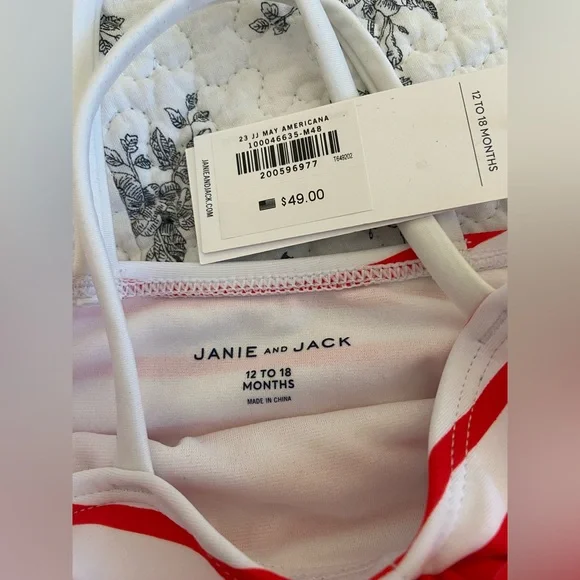 23 JJ MAY AMERICANA
100046635-M48
200596977
T649202
$49.00
JANIEANDJACK.COM
12 TO 18 MONTHS
JANIE AND JACK
12 TO 18
MONTHS
MADE IN CHINA